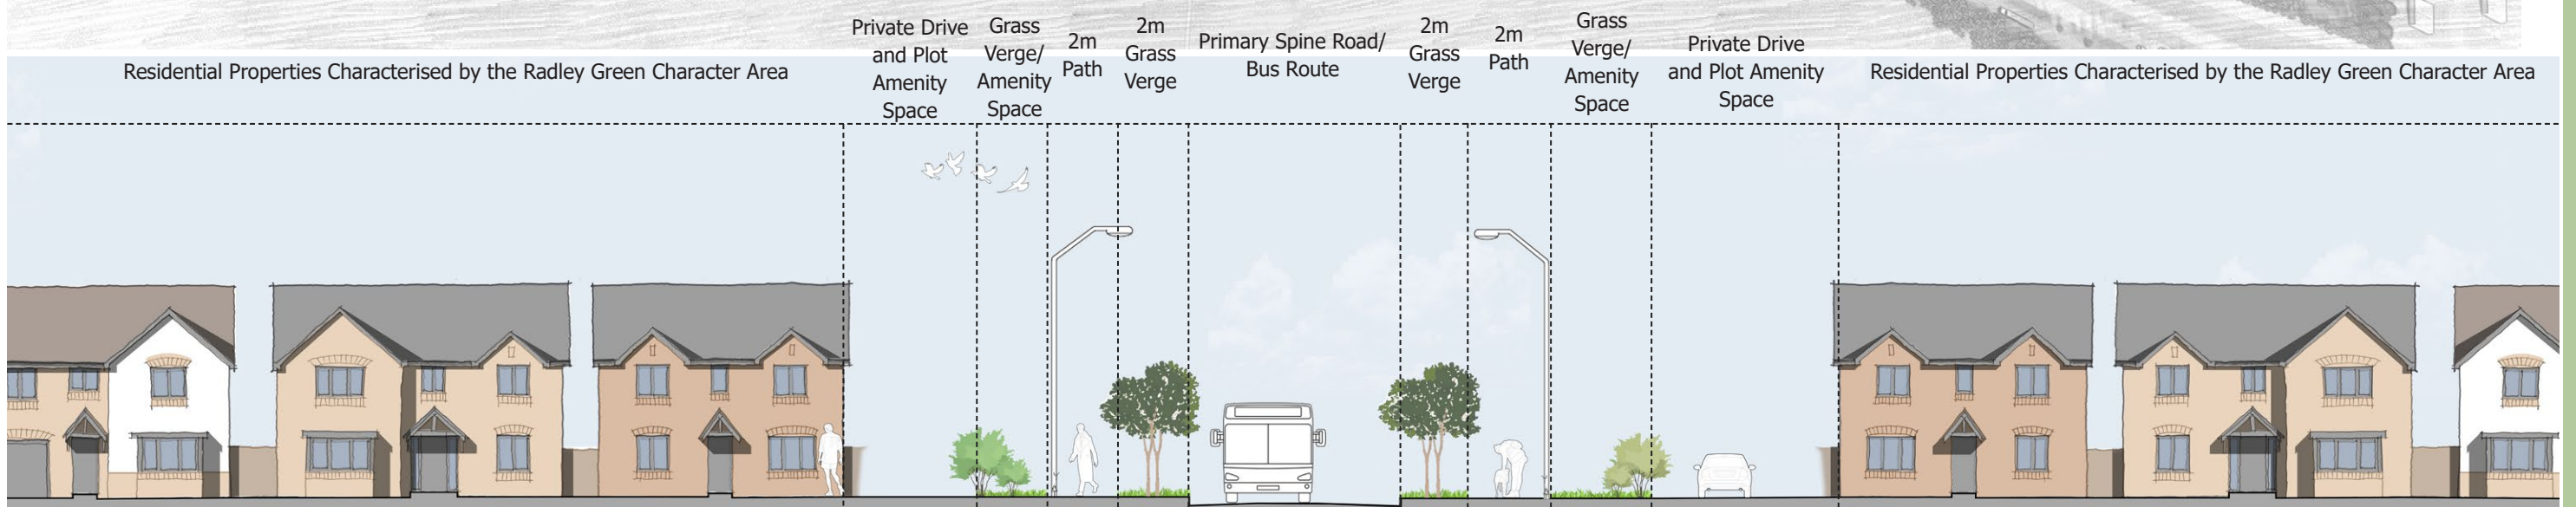 Residential Properties Characterised by the Radley Green Character Area
Private Drive
and Plot
Amenity
Space
Grass
Verge/
Amenity
Space
2m
Path
2m
Grass
Verge
Primary Spine Road/
Bus Route
2m
Grass
Verge
2m
Path
Grass
Verge/
Amenity
Space
Private Drive
and Plot Amenity
Space
Residential Properties Characterised by the Radley Green Character Area